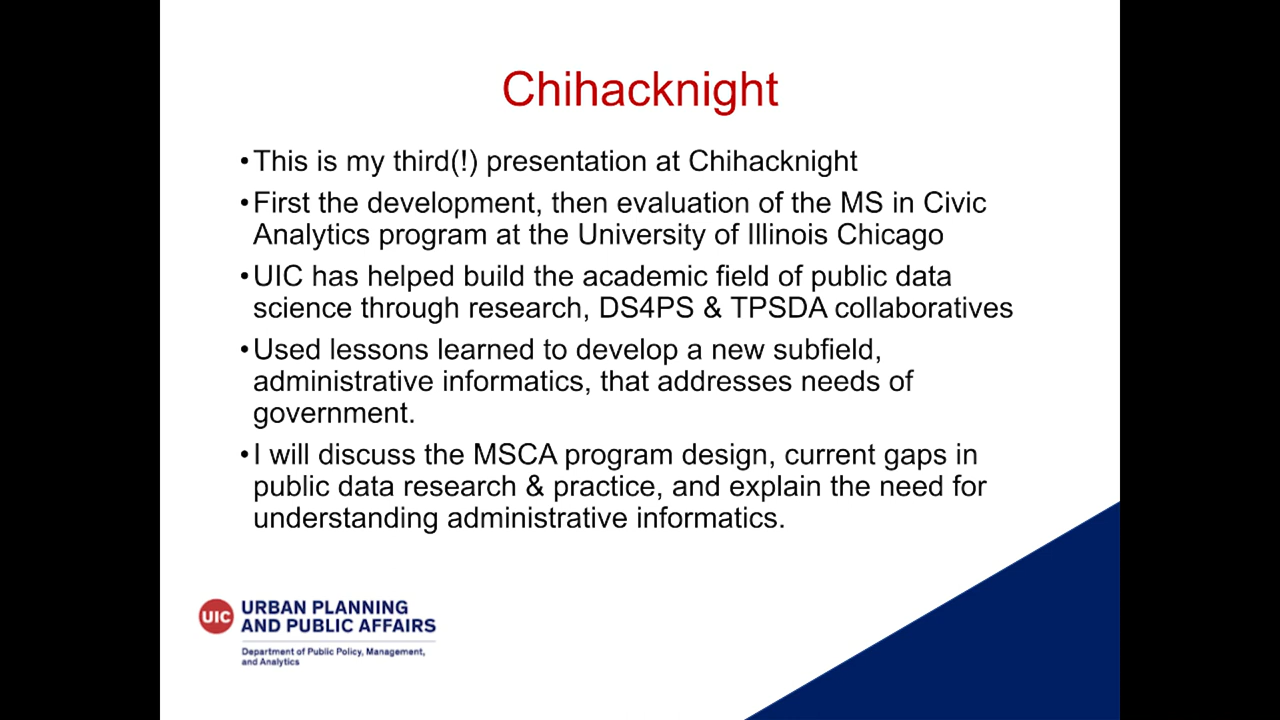 Chihacknight
•This is my third(!) presentation at Chihacknight
•First the development, then evaluation of the MS in Civic
Analytics program at the University of Illinois Chicago
•UIC has helped build the academic field of public data
science through research, DS4PS & TPSDA collaboratives
•Used lessons learned to develop a new subfield,
administrative informatics, that addresses needs of
government.
•I will discuss the MSCA program design, current gaps in
public data research & practice, and explain the need for
understanding administrative informatics.
UIC
URBAN PLANNING
AND PUBLIC AFFAIRS
Department of Public Policy, Management,
and Analytics